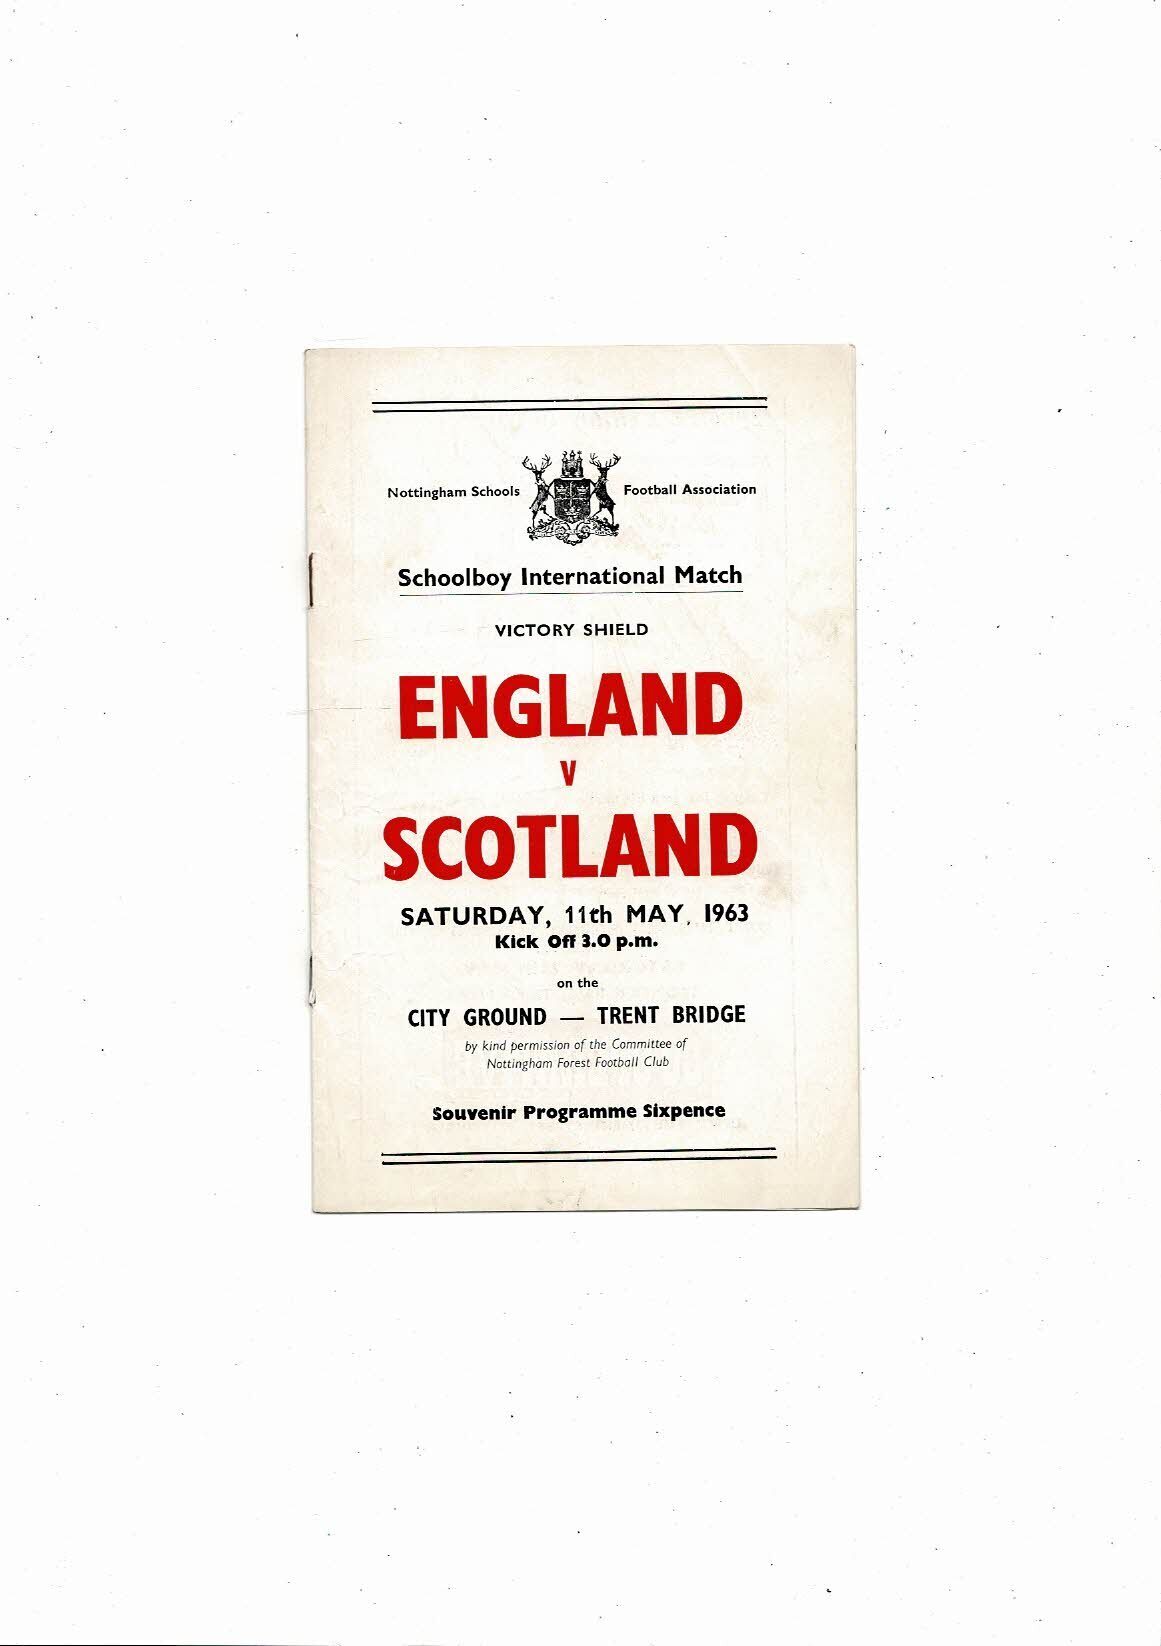 Nottingham Schools Football Association
Schoolboy International Match
VICTORY SHIELD
ENGLAND
V
SCOTLAND
SATURDAY, 11th MAY, 1963
Kick Off 3.0 p.m.
on the
CITY GROUND — TRENT BRIDGE
by kind permission of the Committee of
Nottingham Forest Football Club
Souvenir Programme Sixpence